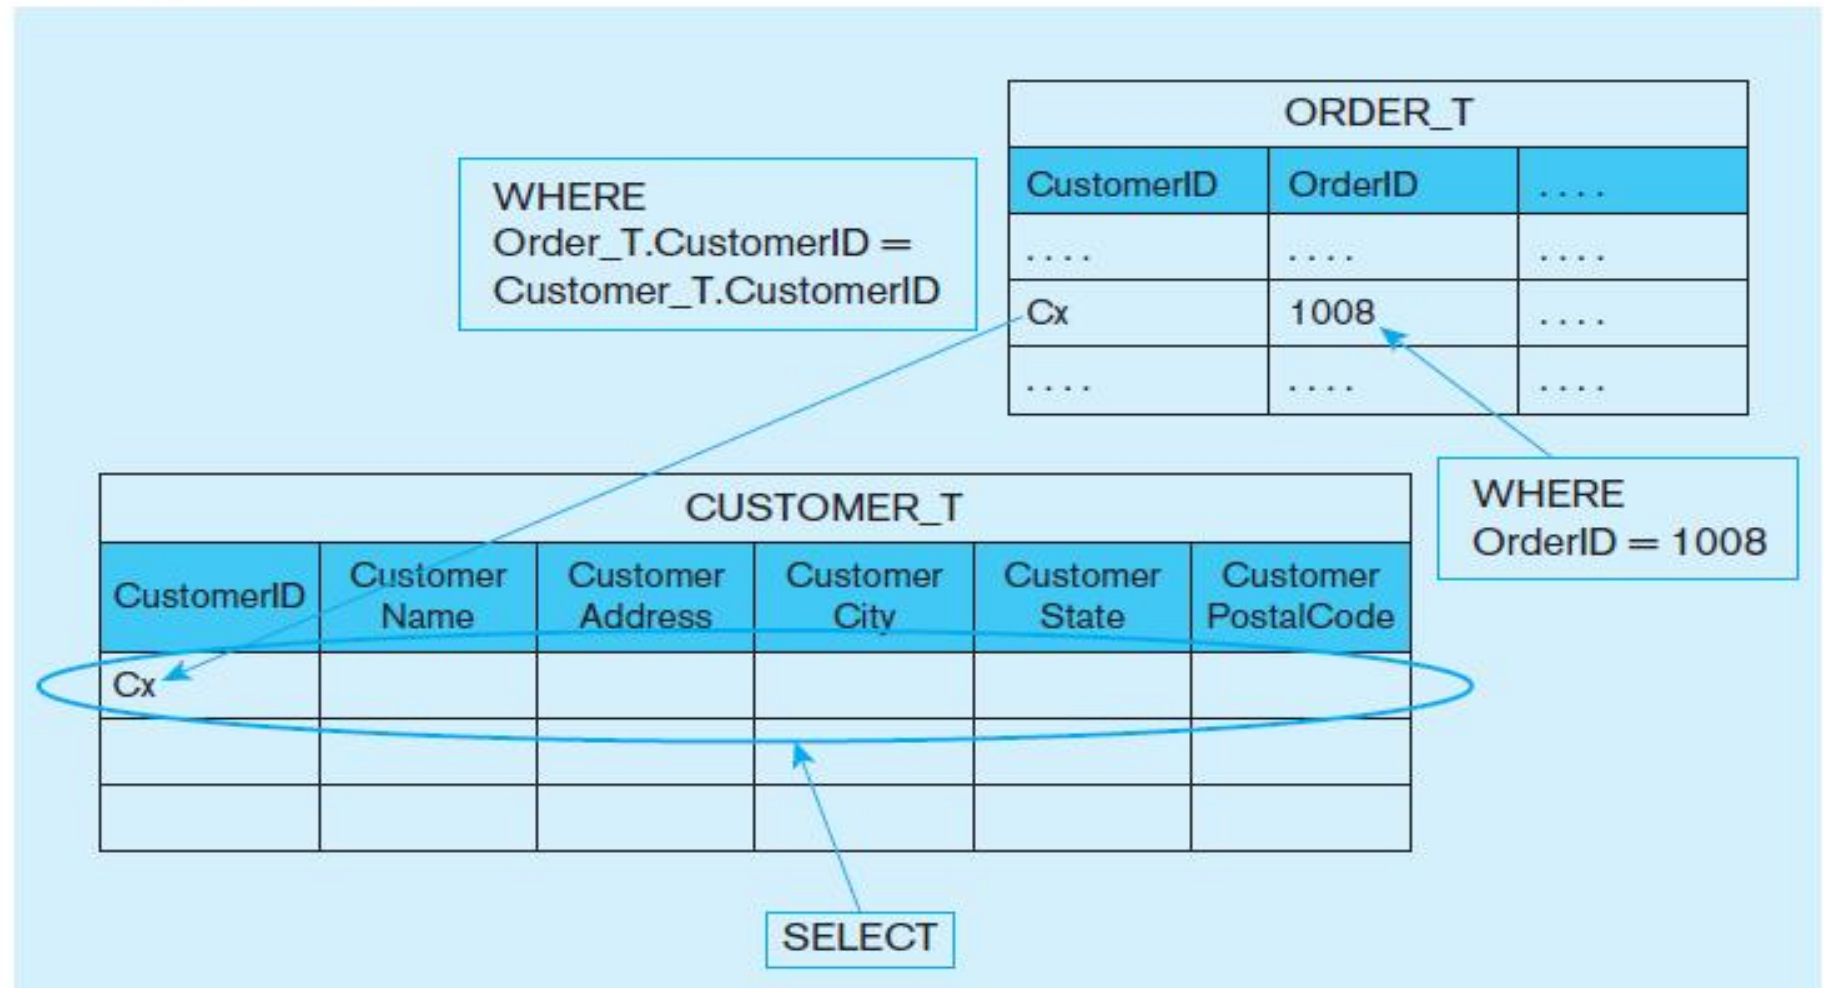 ORDER_T
CustomerID OrderID ....
.... .... ....
Cx 1008 ....
.... .... ....
WHERE
Order_T.CustomerID =
Customer_T.CustomerID
WHERE
OrderID = 1008
CUSTOMER_T
CustomerID Customer Name Customer Address Customer City Customer State Customer PostalCode
Cx
SELECT